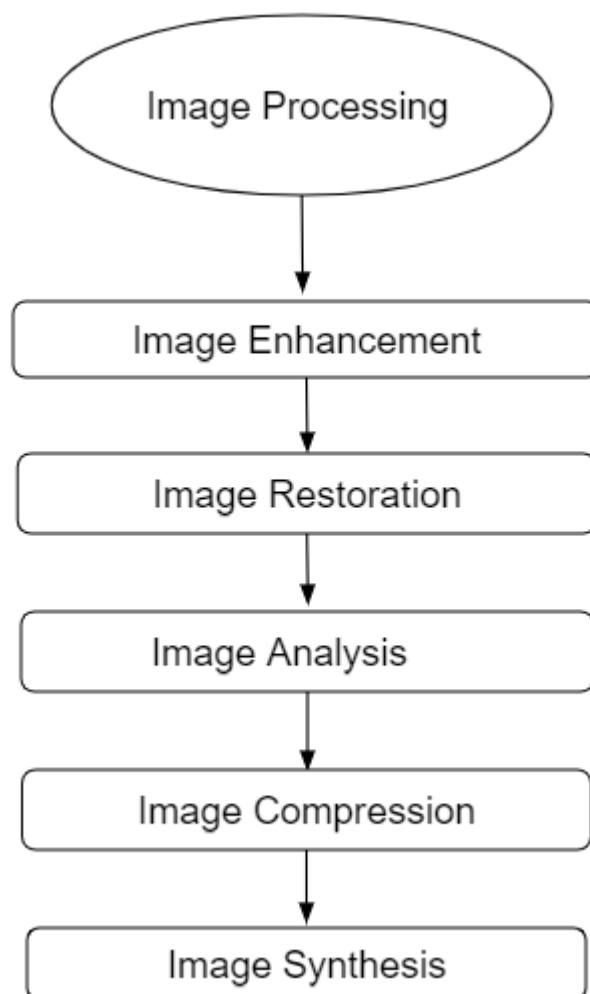 Image Processing
Image Enhancement
Image Restoration
Image Analysis
Image Compression
Image Synthesis